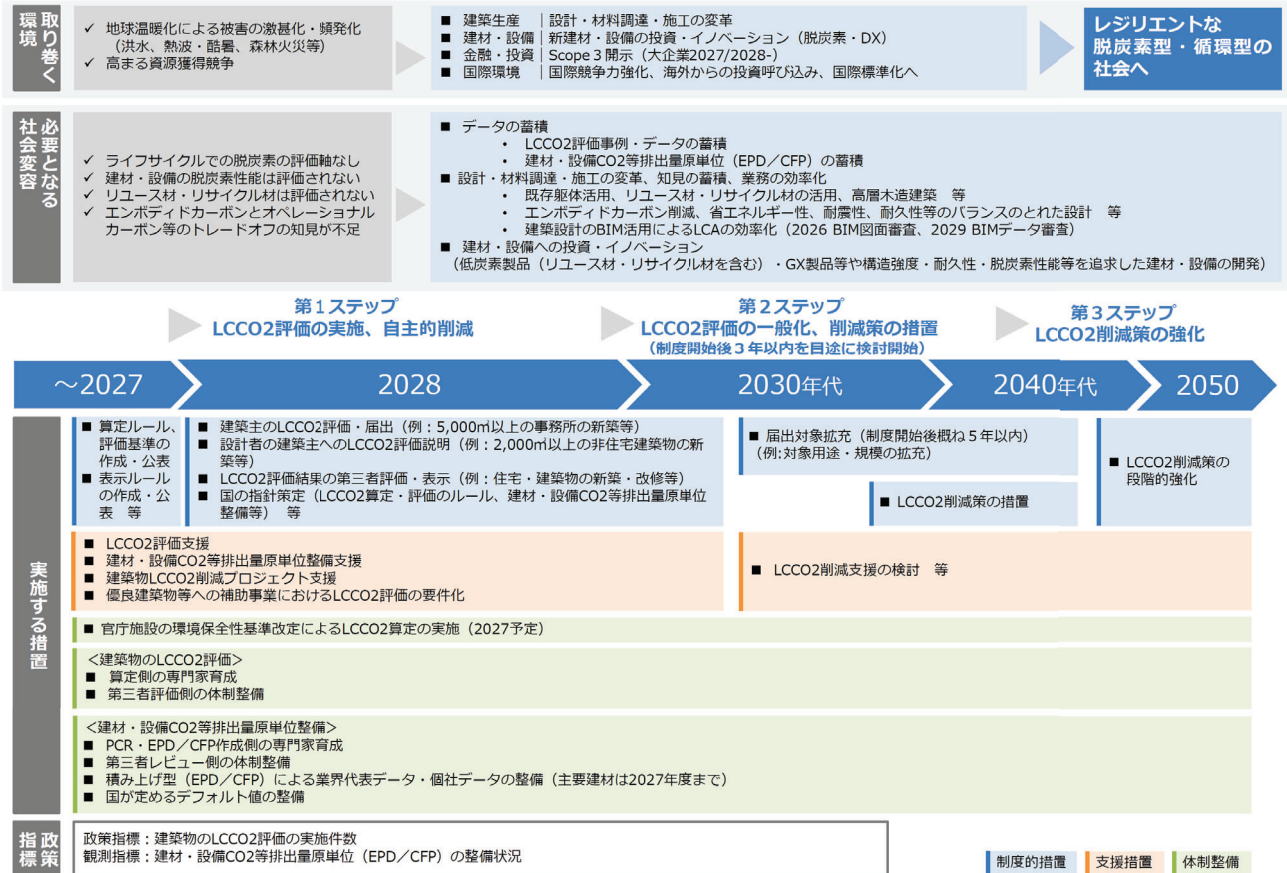 取り巻く環境
✓ 地球温暖化による被害の激甚化・頻発化
（洪水、熱波・酷暑、森林火災等）
✓ 高まる資源獲得競争
■ 建築生産 ｜設計・材料調達・施工の変革
■ 建材・設備｜新建材・設備の投資・イノベーション（脱炭素・DX）
■ 金融・投資｜Scope３開示（大企業2027/2028-）
■ 国際環境 ｜国際競争力強化、海外からの投資呼び込み、国際標準化へ
レジリエントな
脱炭素型・循環型の
社会へ
必要となる社会変容
✓ ライフサイクルでの脱炭素の評価軸なし
✓ 建材・設備の脱炭素性能は評価されない
✓ リユース材・リサイクル材は評価されない
✓ エンボディドカーボンとオペレーショナル
カーボン等のトレードオフの知見が不足
■ データの蓄積
• LCCO2評価事例・データの蓄積
• 建材・設備CO2等排出量原単位（EPD／CFP）の蓄積
■ 設計・材料調達・施工の変革、知見の蓄積、業務の効率化
• 既存躯体活用、リユース材・リサイクル材の活用、高層木造建築 等
• エンボディドカーボン削減、省エネルギー性、耐震性、耐久性等のバランスのとれた設計 等
• 建築設計のBIM活用によるLCAの効率化（2026 BIM図面審査、2029 BIMデータ審査）
■ 建材・設備への投資・イノベーション
（低炭素製品（リユース材・リサイクル材を含む）・GX製品等や構造強度・耐久性・脱炭素性能等を追求した建材・設備の開発）
第１ステップ
LCCO2評価の実施、自主的削減
第２ステップ
LCCO2評価の一般化、削減策の措置
（制度開始後３年以内を目途に検討開始）
第３ステップ
LCCO2削減策の強化
～2027
2028
2030年代
2040年代
2050
実施する措置
■ 算定ルール、
評価基準の
作成・公表
■ 表示ルール
の作成・公
表 等
■ 建築主のLCCO2評価・届出（例：5,000㎡以上の事務所の新築等）
■ 設計者の建築主へのLCCO2評価説明（例：2,000㎡以上の非住宅建築物の新
築等）
■ LCCO2評価結果の第三者評価・表示（例：住宅・建築物の新築・改修等）
■ 国の指針策定（LCCO2算定・評価のルール、建材・設備CO2等排出量原単位
整備等） 等
■ 届出対象拡充（制度開始後概ね５年以内）
（例:対象用途・規模の拡充）
■ LCCO2削減策の措置
■ LCCO2削減策の
段階的強化
■ LCCO2評価支援
■ 建材・設備CO2等排出量原単位整備支援
■ 建築物LCCO2削減プロジェクト支援
■ 優良建築物等への補助事業におけるLCCO2評価の要件化
■ LCCO2削減支援の検討 等
■ 官庁施設の環境保全性基準改定によるLCCO2算定の実施（2027予定）
＜建築物のLCCO2評価＞
■ 算定側の専門家育成
■ 第三者評価側の体制整備
＜建材・設備CO2等排出量原単位整備＞
■ PCR・EPD／CFP作成側の専門家育成
■ 第三者レビュー側の体制整備
■ 積み上げ型（EPD／CFP）による業界代表データ・個社データの整備（主要建材は2027年度まで）
■ 国が定めるデフォルト値の整備
政策指標
政策指標：建築物のLCCO2評価の実施件数
観測指標：建材・設備CO2等排出量原単位（EPD／CFP）の整備状況
制度的措置
支援措置
体制整備